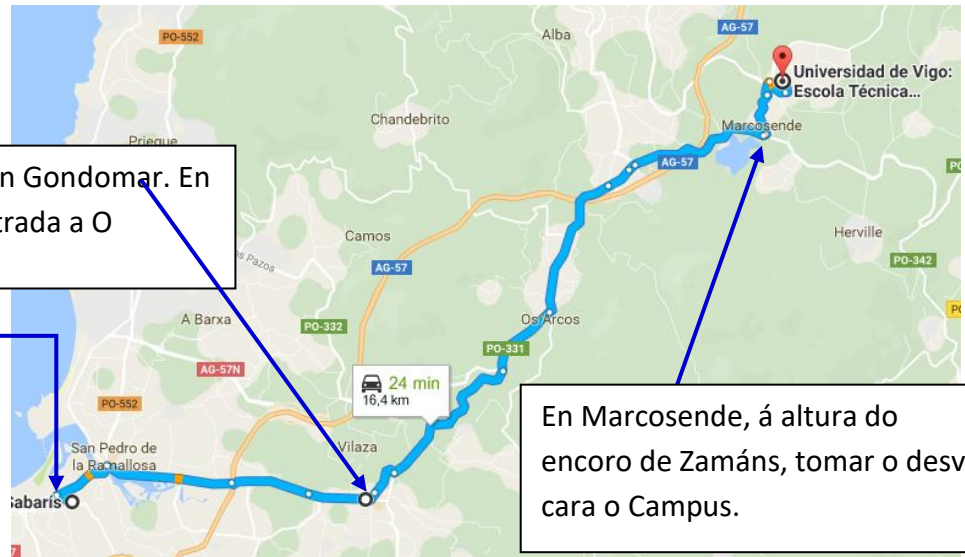 PO-552
Alba
AG-57
Universidad de Vigo:
Escola Técnica...
Chandebrito
Priegue
Marcosende
AG-57
n Gondomar. En
trada a O
Camos
Herville
Pazos
AG-57
PO-342
A Barxa
PO-332
Os Arcos
PO-331
AG-57N
24 min
16,4 km
PO-552
En Marcosende, á altura do
encoro de Zamáns, tomar o desv
cara o Campus.
San Pedro de
la Ramallosa
Vilaza
Sabarís